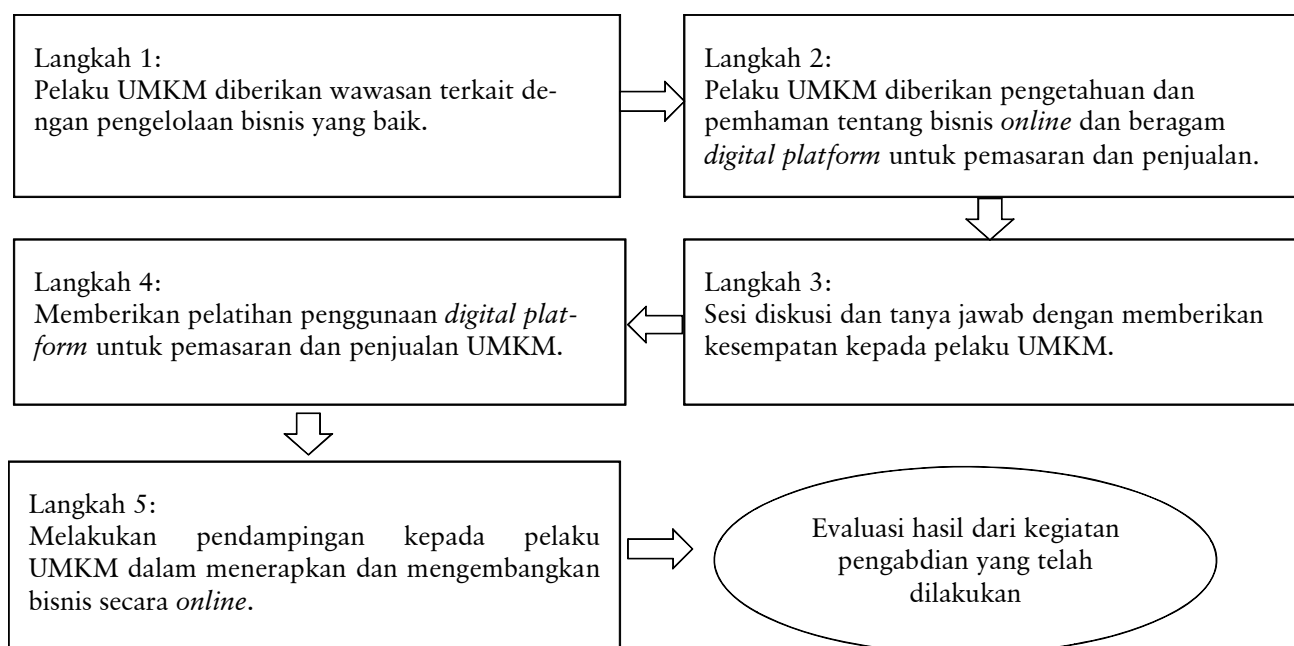 Langkah 1:
Pelaku UMKM diberikan wawasan terkait de-
ngan pengelolaan bisnis yang baik.
Langkah 2:
Pelaku UMKM diberikan pengetahuan dan
pemhaman tentang bisnis online dan beragam
digital platform untuk pemasaran dan penjualan.
Langkah 3:
Sesi diskusi dan tanya jawab dengan memberikan
kesempatan kepada pelaku UMKM.
Langkah 4:
Memberikan pelatihan penggunaan digital plat-
form untuk pemasaran dan penjualan UMKM.
Langkah 5:
Melakukan pendampingan kepada pelaku
UMKM dalam menerapkan dan mengembangkan
bisnis secara online.
Evaluasi hasil dari kegiatan
pengabdian yang telah
dilakukan